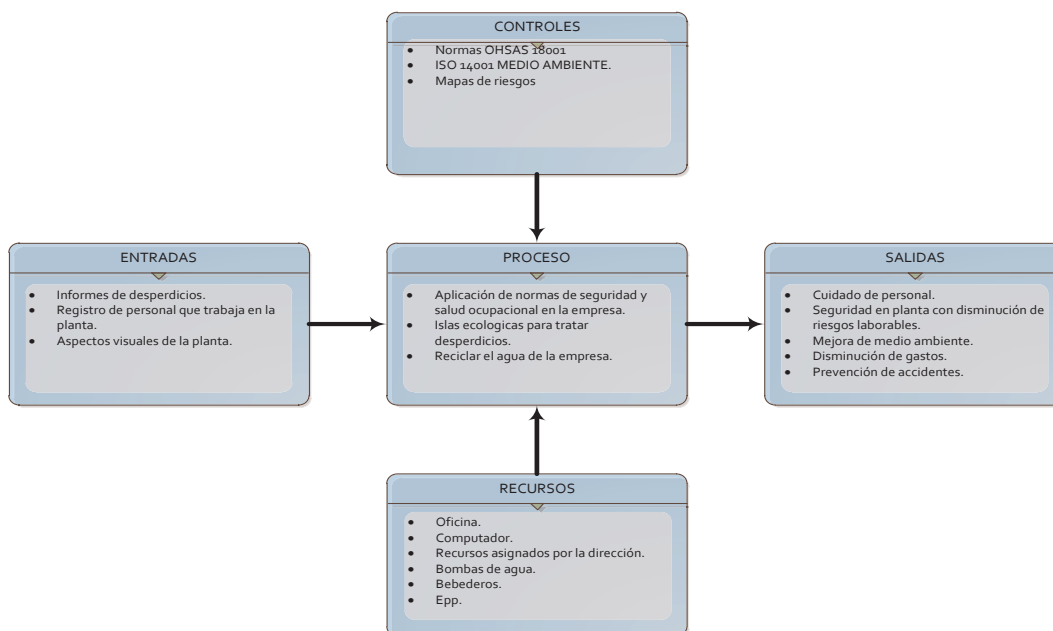 CONTROLES
• Normas OHSAS 18001
• ISO 14001 MEDIO AMBIENTE.
• Mapas de riesgos
ENTRADAS
• Informes de desperdicios.
• Registro de personal que trabaja en la
planta.
• Aspectos visuales de la planta.
PROCESO
• Aplicación de normas de seguridad y
salud ocupacional en la empresa.
• Islas ecologicas para tratar
desperdicios.
• Reciclar el agua de la empresa.
SALIDAS
• Cuidado de personal.
• Seguridad en planta con disminución de
riesgos laborables.
• Mejora de medio ambiente.
• Disminución de gastos.
• Prevención de accidentes.
RECURSOS
• Oficina.
• Computador.
• Recursos asignados por la dirección.
• Bombas de agua.
• Bebederos.
• Epp.